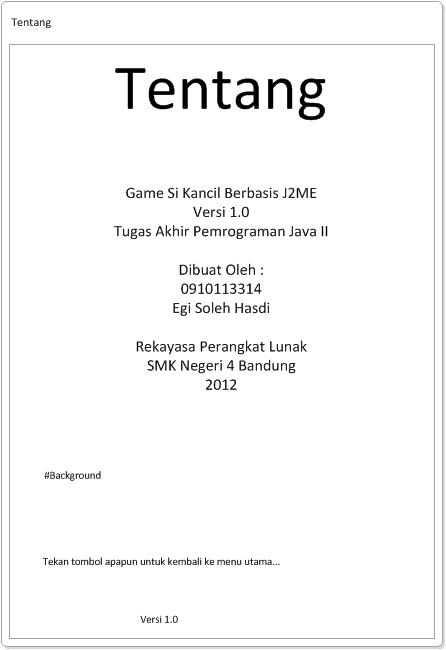 Tentang
Tentang
Game Si Kancil Berbasis J2ME
Versi 1.0
Tugas Akhir Pemrograman Java II
Dibuat Oleh :
0910113314
Egi Soleh Hasdi
Rekayasa Perangkat Lunak
SMK Negeri 4 Bandung
2012
#Background
Tekan tombol apapun untuk kembali ke menu utama...
Versi 1.0